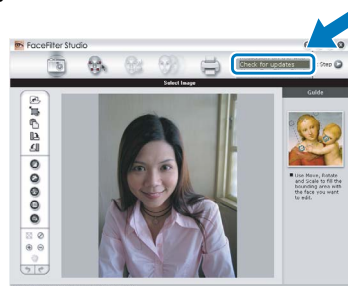 FaceFilter Studio
Check for updates
Step
Select Image
Guide
■ Use Move, Rotate
and Scale to fill the
bounding area with
the face you want
to edit.